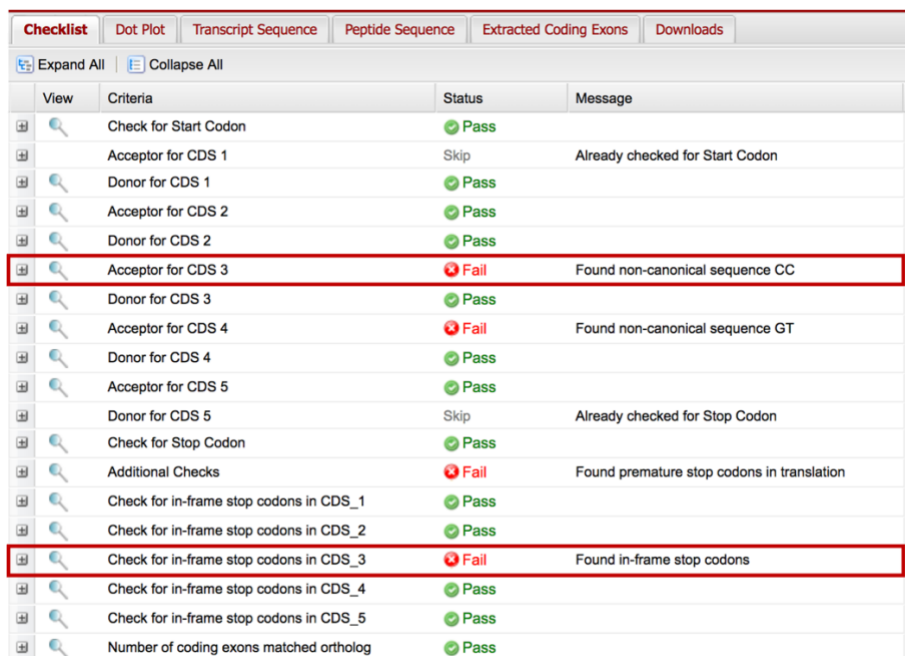 Checklist Dot Plot Transcript Sequence Peptide Sequence Extracted Coding Exons Downloads
Expand All Collapse All
View Criteria Status Message
Check for Start Codon Pass
Acceptor for CDS 1 Skip Already checked for Start Codon
Donor for CDS 1 Pass
Acceptor for CDS 2 Pass
Donor for CDS 2 Pass
Acceptor for CDS 3 Fail Found non-canonical sequence CC
Donor for CDS 3 Pass
Acceptor for CDS 4 Fail Found non-canonical sequence GT
Donor for CDS 4 Pass
Acceptor for CDS 5 Pass
Donor for CDS 5 Skip Already checked for Stop Codon
Check for Stop Codon Pass
Additional Checks Fail Found premature stop codons in translation
Check for in-frame stop codons in CDS_1 Pass
Check for in-frame stop codons in CDS_2 Pass
Check for in-frame stop codons in CDS_3 Fail Found in-frame stop codons
Check for in-frame stop codons in CDS_4 Pass
Check for in-frame stop codons in CDS_5 Pass
Number of coding exons matched ortholog Pass